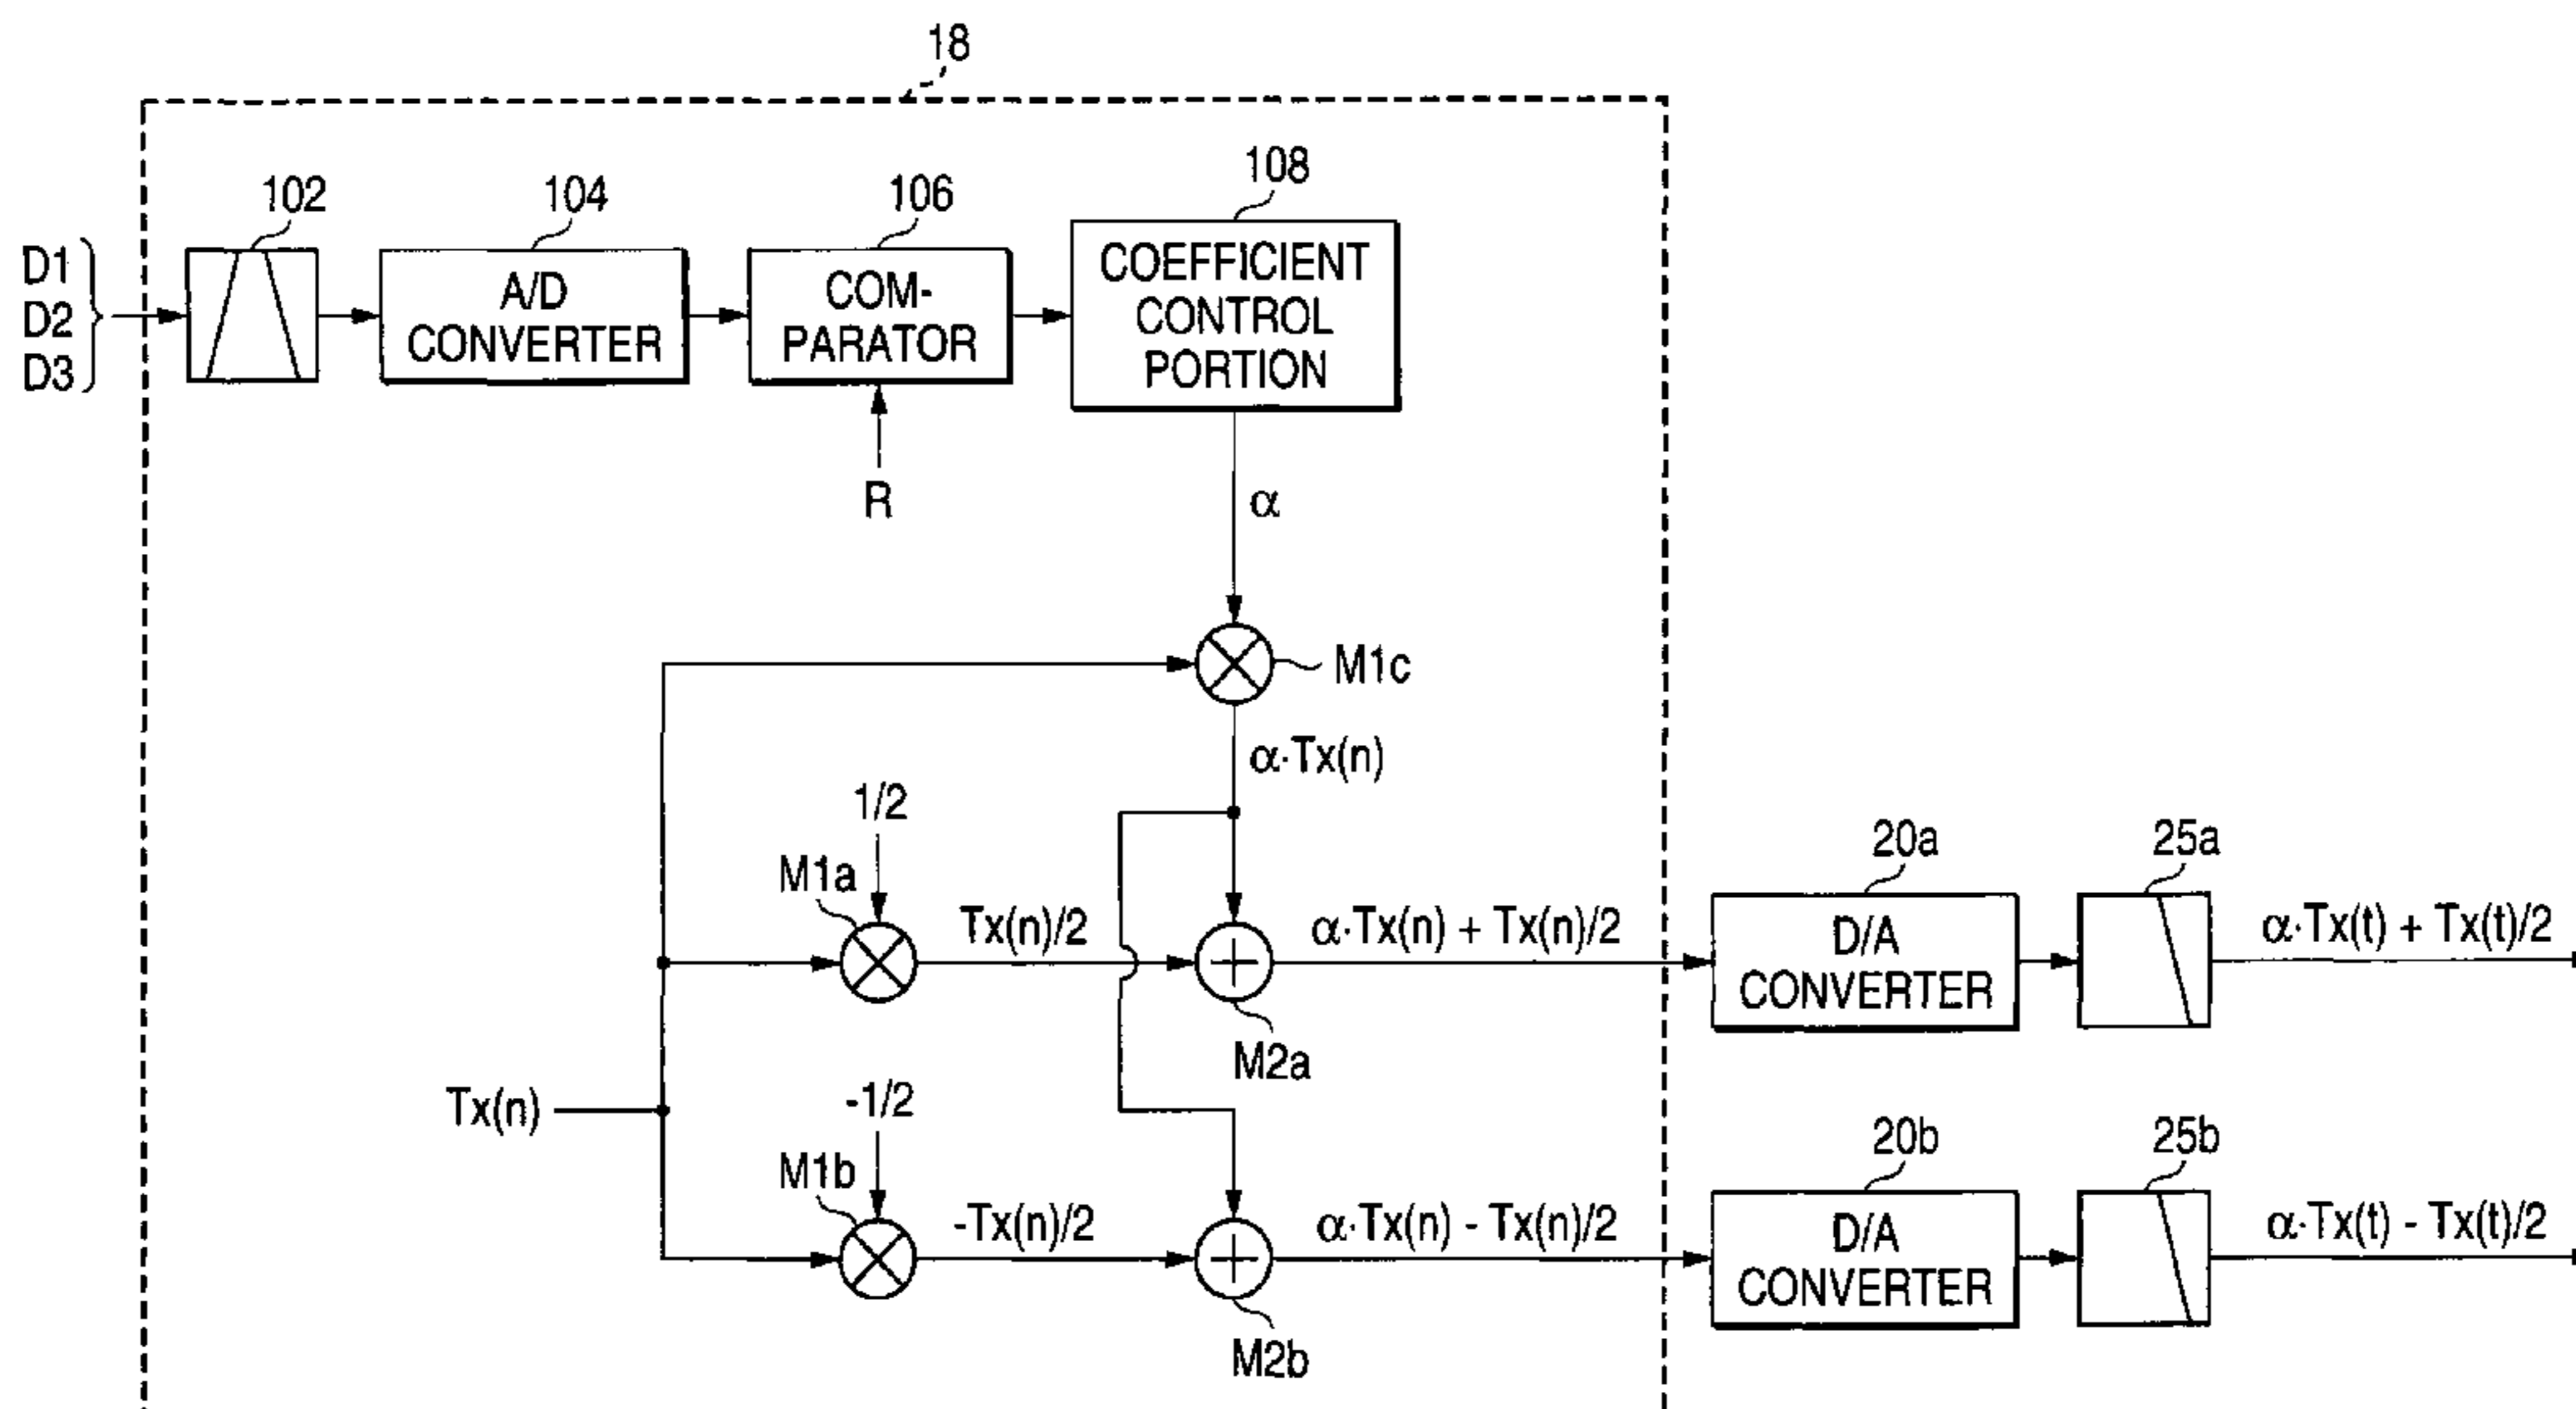 18
102
104
106
108
D1
D2
D3
A/D
CONVERTER
COM-
PARATOR
COEFFICIENT
CONTROL
PORTION
R
α
M1c
α·Tx(n)
1/2
M1a
Tx(n)/2
α·Tx(n) + Tx(n)/2
M2a
20a
D/A
CONVERTER
25a
α·Tx(t) + Tx(t)/2
Tx(n)
-1/2
M1b
-Tx(n)/2
α·Tx(n) - Tx(n)/2
M2b
20b
D/A
CONVERTER
25b
α·Tx(t) - Tx(t)/2